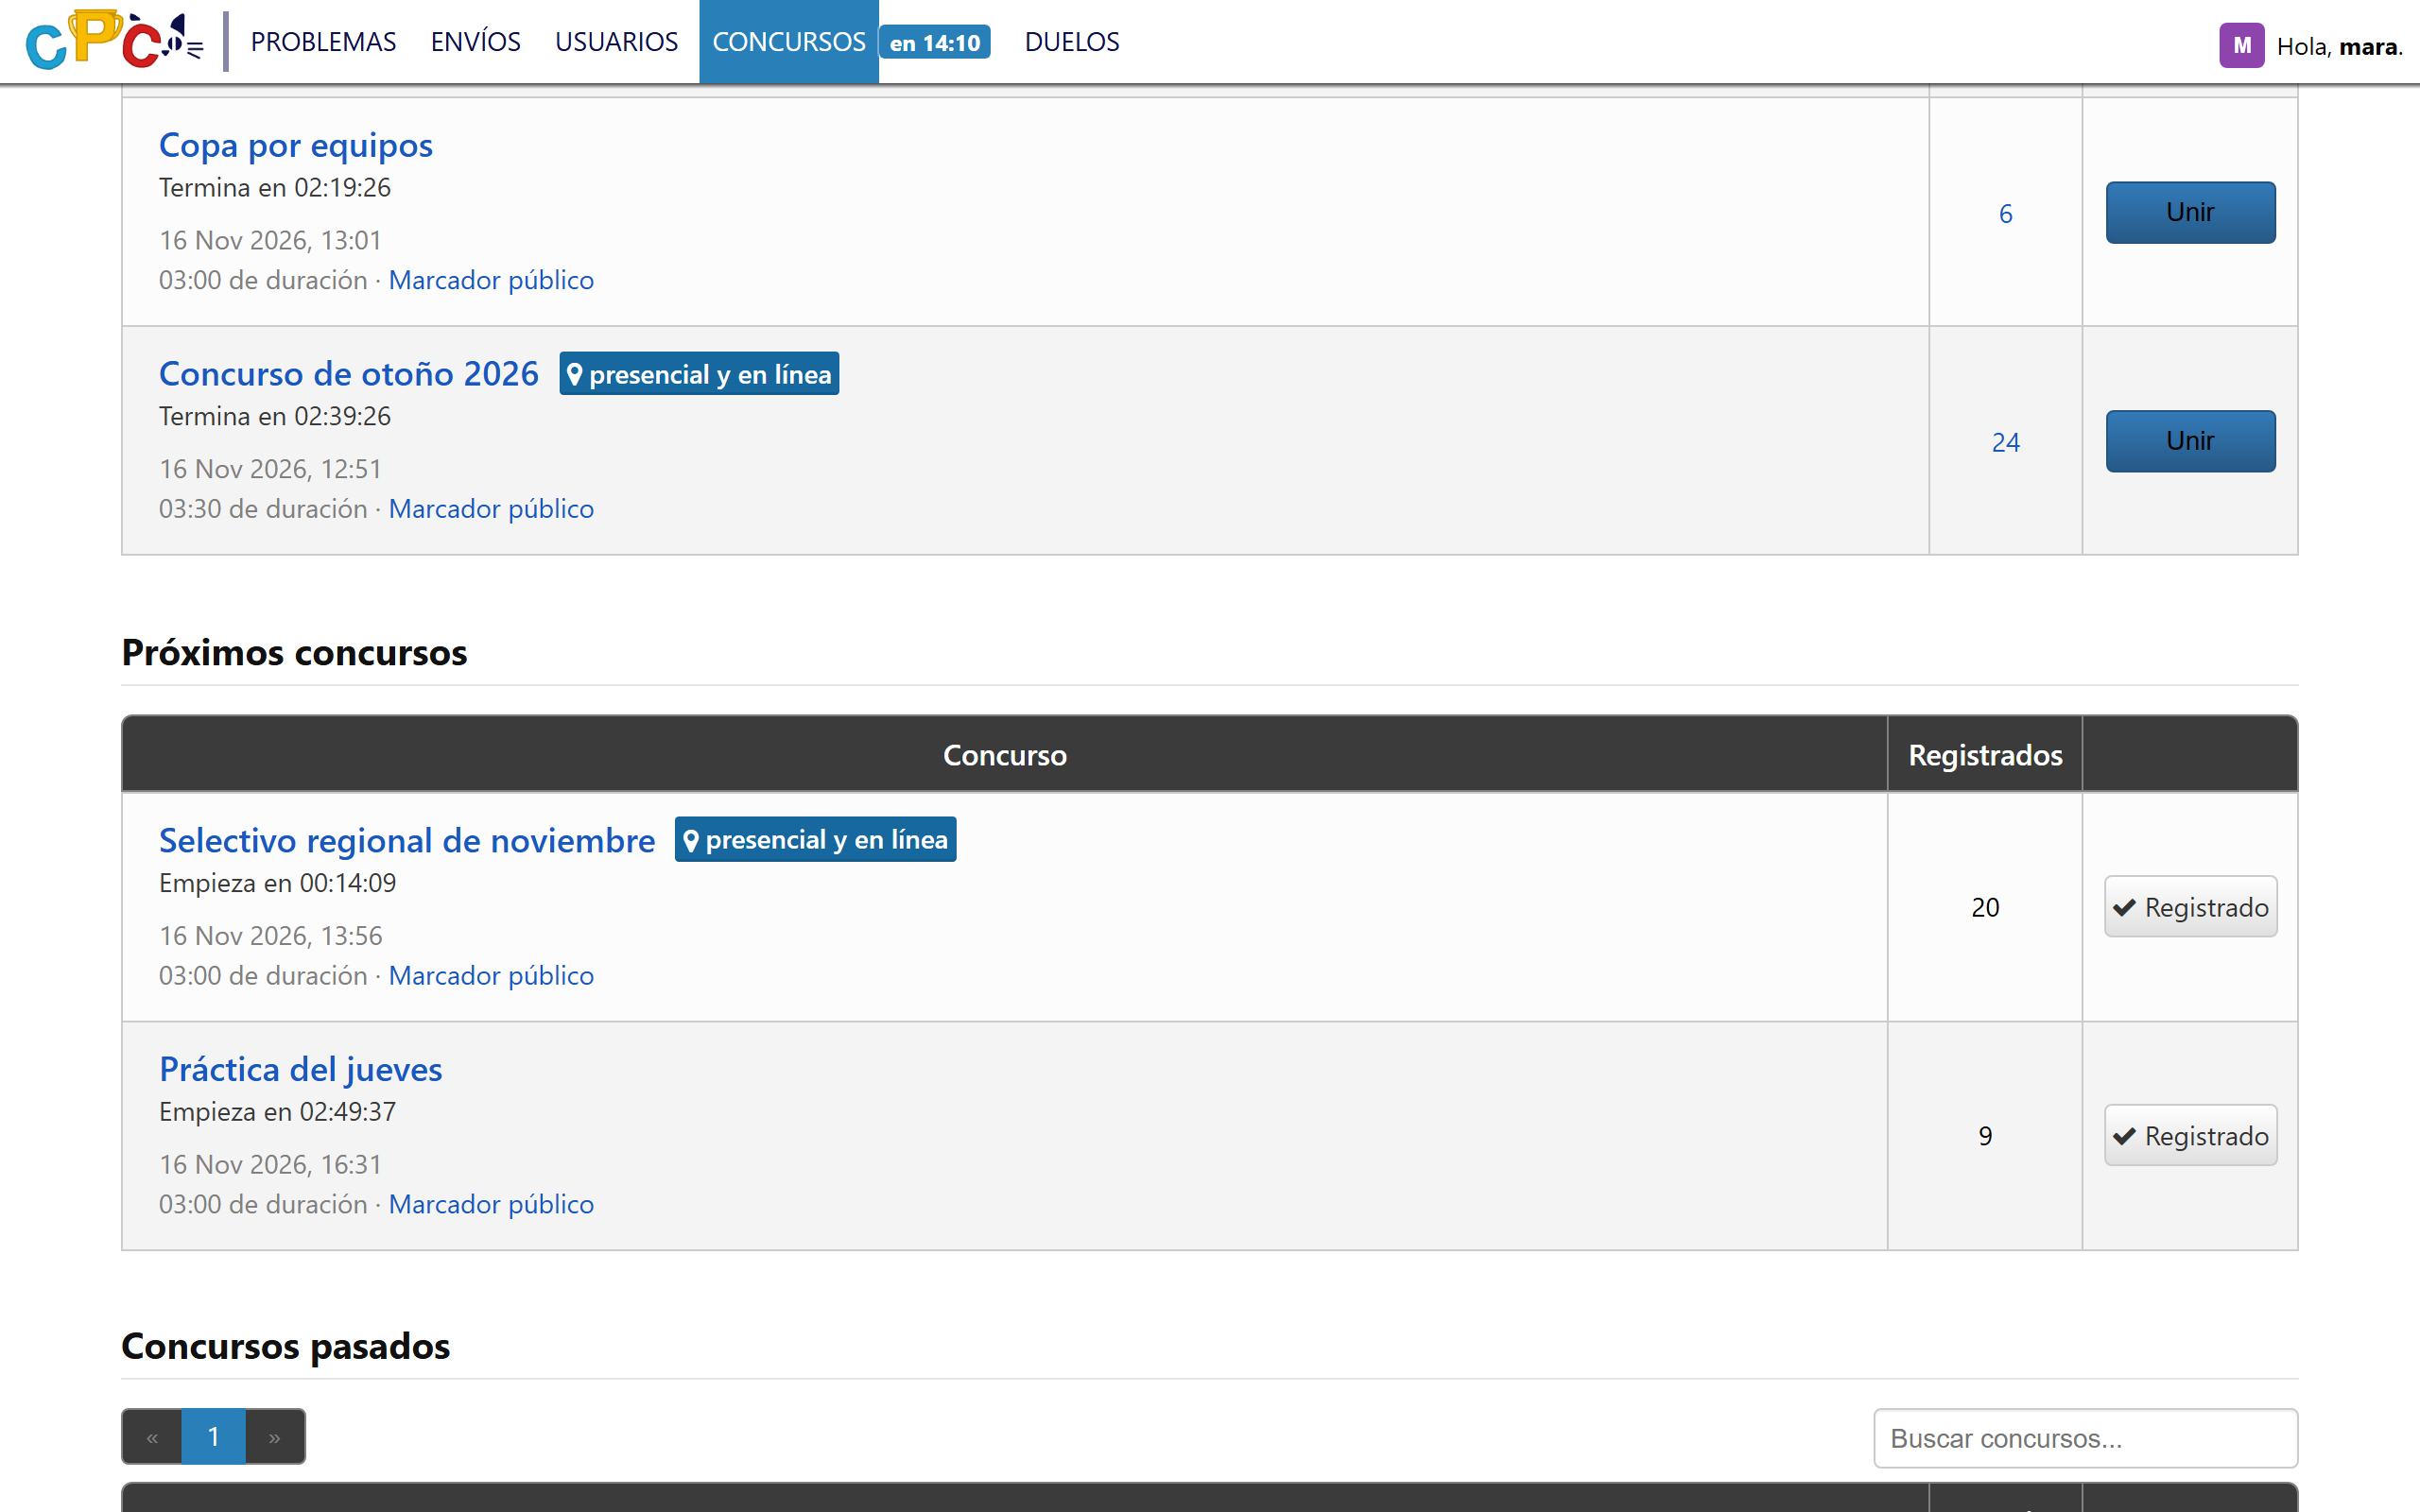 CPC
PROBLEMAS ENVÍOS USUARIOS CONCURSOS en 14:10 DUELOS
M Hola, mara.
Copa por equipos
Termina en 02:19:26
16 Nov 2026, 13:01
03:00 de duración · Marcador público
6
Unir
Concurso de otoño 2026 presencial y en línea
Termina en 02:39:26
16 Nov 2026, 12:51
03:30 de duración · Marcador público
24
Unir
Próximos concursos
Concurso Registrados
Selectivo regional de noviembre presencial y en línea
Empieza en 00:14:09
16 Nov 2026, 13:56
03:00 de duración · Marcador público
20
Registrado
Práctica del jueves
Empieza en 02:49:37
16 Nov 2026, 16:31
03:00 de duración · Marcador público
9
Registrado
Concursos pasados
« 1 »
Buscar concursos...